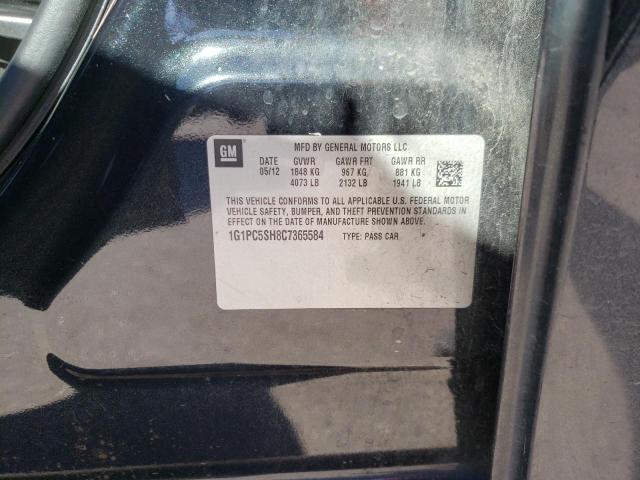 GM
MFD BY GENERAL MOTORS LLC
DATE GVWR GAWR FRT GAWR RR
05/12 1848 KG 967 KG 881 KG
4073 LB 2132 LB 1941 LB
THIS VEHICLE CONFORMS TO ALL APPLICABLE U.S. FEDERAL MOTOR
VEHICLE SAFETY, BUMPER, AND THEFT PREVENTION STANDARDS IN
EFFECT ON THE DATE OF MANUFACTURE SHOWN ABOVE.
1G1PC5SH8C7365584 TYPE: PASS CAR